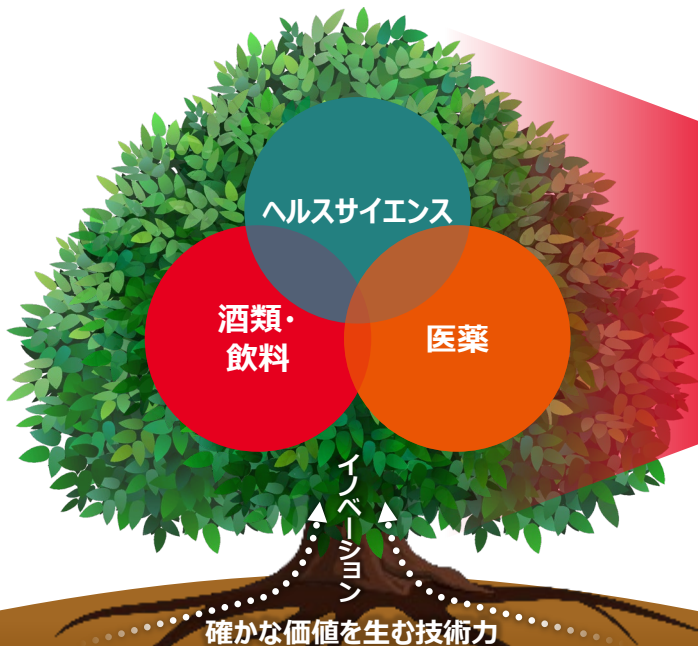 ヘルスサイエンス
酒類・
飲料
医薬
イノベーション
確かな価値を生む技術力